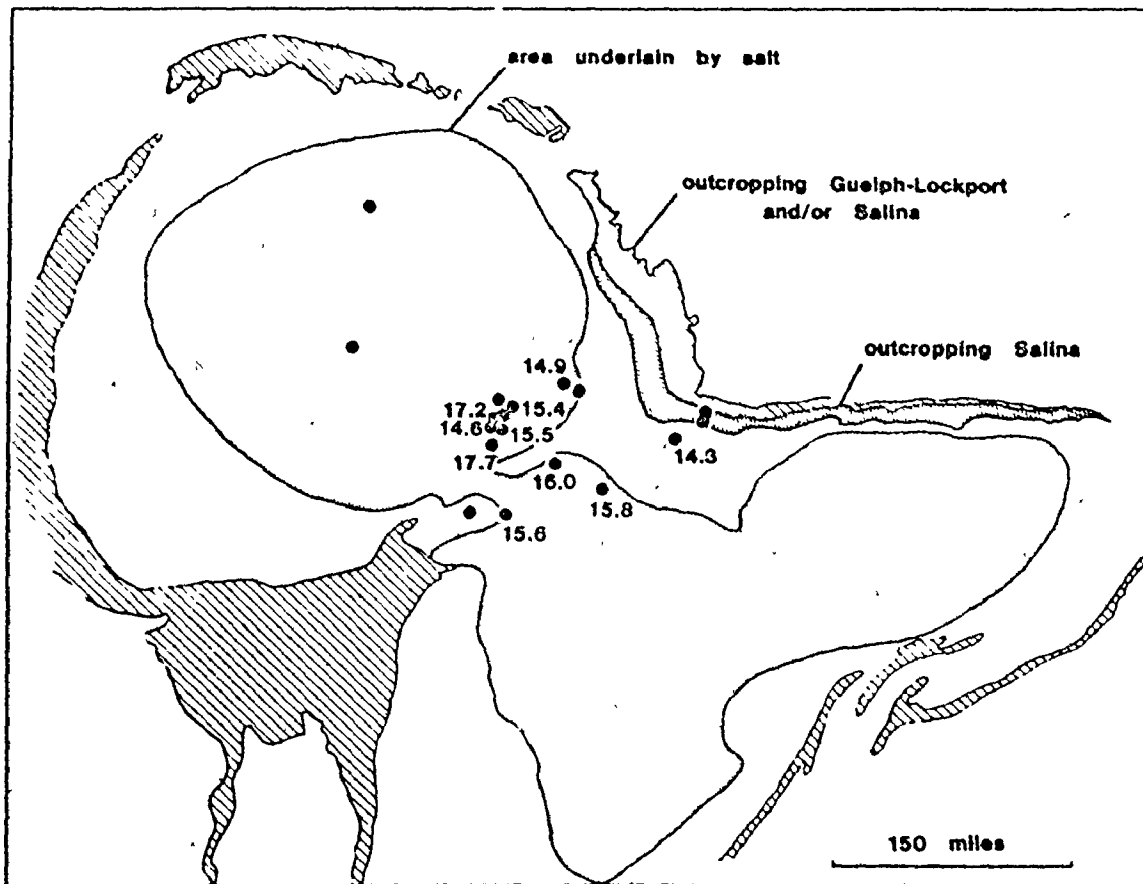 area underlain by salt
outcropping Guelph-Lockport
and/or Salina
outcropping Salina
14.9
17.2 15.4
14.6 15.5
17.7
14.3
16.0
15.8
15.6
150 miles